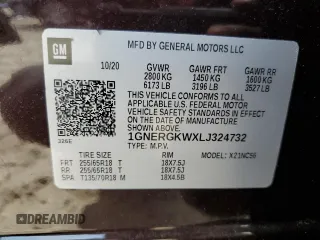 GM
MFD BY GENERAL MOTORS LLC
10/20 GVWR GAWR FRT GAWR RR
2800 KG 1450 KG 1600 KG
6173 LB 3196 LB 3527 LB
THIS VEHICLE CONFORMS TO ALL APPLICABLE
U.S. FEDERAL MOTOR VEHICLE SAFETY
STANDARDS IN EFFECT ON THE DATE OF
MANUFACTURE SHOWN ABOVE.
1GNERGKWXLJ324732
TYPE: M.P.V.
TIRE SIZE RIM MODEL:
FRT 255/65R18 T 18X7.5J
RR 255/65R18 T 18X7.5J
SPA T135/70R18 M 18X4.5B
© DIFFERENT BID